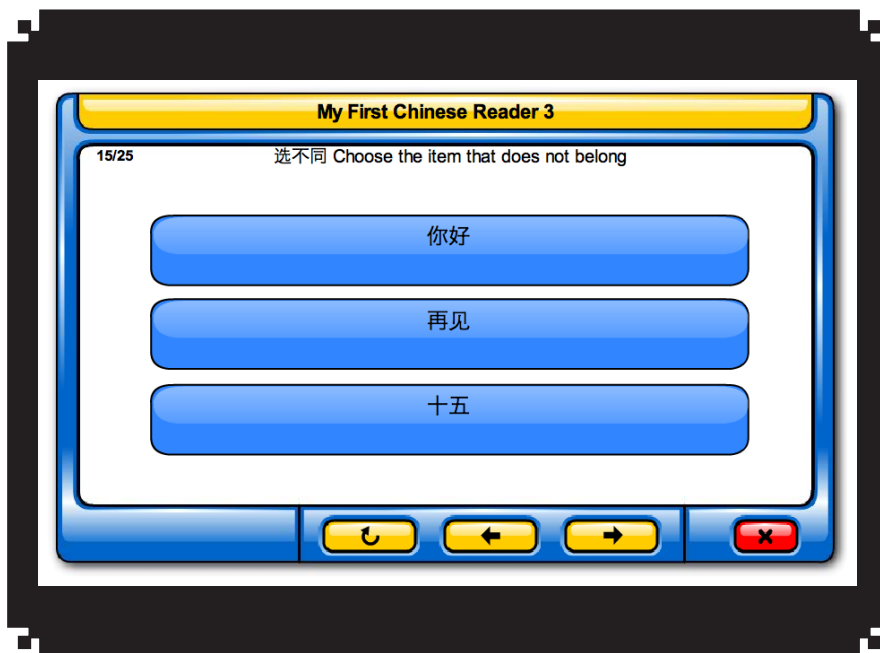 My First Chinese Reader 3
15/25
选不同 Choose the item that does not belong
你好
再见
十五